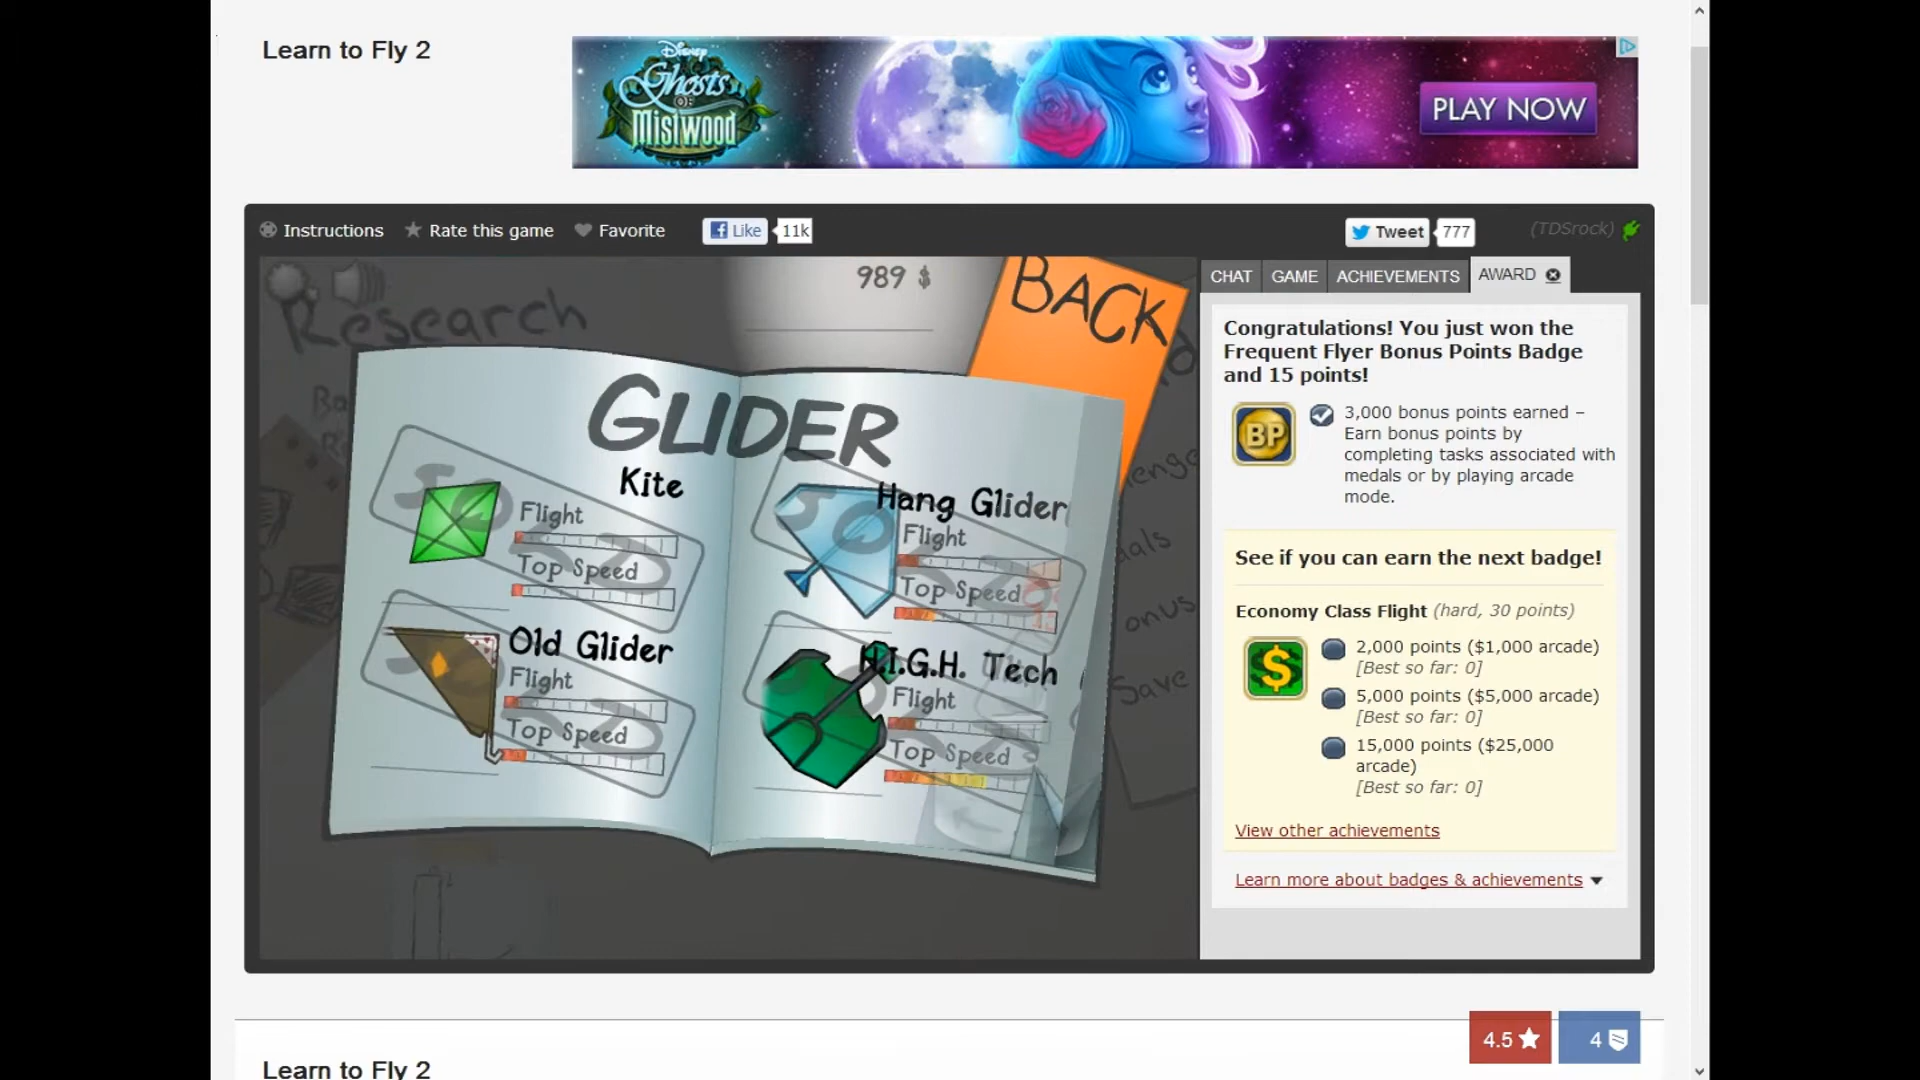 Learn to Fly 2
Disney
Ghosts
OF
Mistwood
PLAY NOW
Instructions
Rate this game
Favorite
Like
11k
Tweet
777
(TDSrock)
989 $
BACK
Research
GLIDER
Kite
Flight
Top Speed
SOLD
Hang Glider
Flight
Top Speed
SOLD
Old Glider
Flight
Top Speed
SOLD
H.I.G.H. Tech
Flight
Top Speed
SOLD
Save
CHAT
GAME
ACHIEVEMENTS
AWARD
Congratulations! You just won the
Frequent Flyer Bonus Points Badge
and 15 points!
BP
3,000 bonus points earned –
Earn bonus points by
completing tasks associated with
medals or by playing arcade
mode.
See if you can earn the next badge!
Economy Class Flight (hard, 30 points)
$
2,000 points ($1,000 arcade)
[Best so far: 0]
5,000 points ($5,000 arcade)
[Best so far: 0]
15,000 points ($25,000
arcade)
[Best so far: 0]
View other achievements
Learn more about badges & achievements
4.5
4
Learn to Fly 2